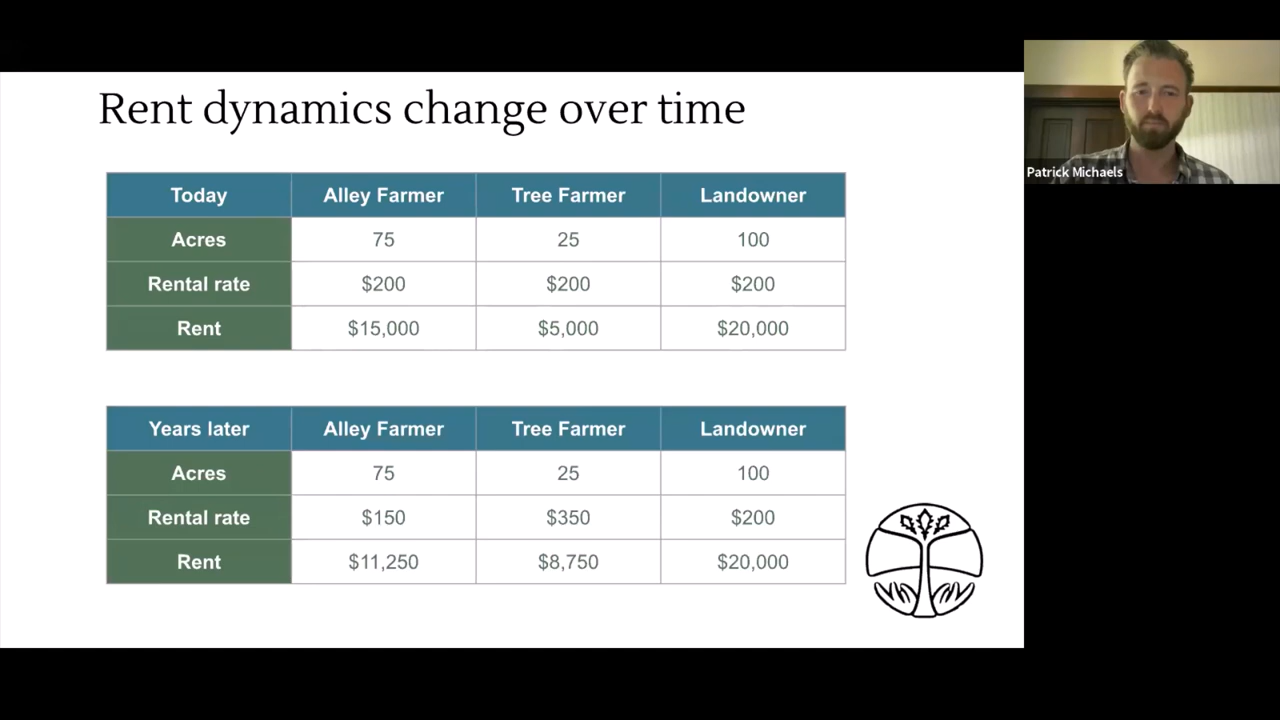 Rent dynamics change over time
Patrick Michaels
Today Alley Farmer Tree Farmer Landowner
Acres 75 25 100
Rental rate $200 $200 $200
Rent $15,000 $5,000 $20,000
Years later Alley Farmer Tree Farmer Landowner
Acres 75 25 100
Rental rate $150 $350 $200
Rent $11,250 $8,750 $20,000